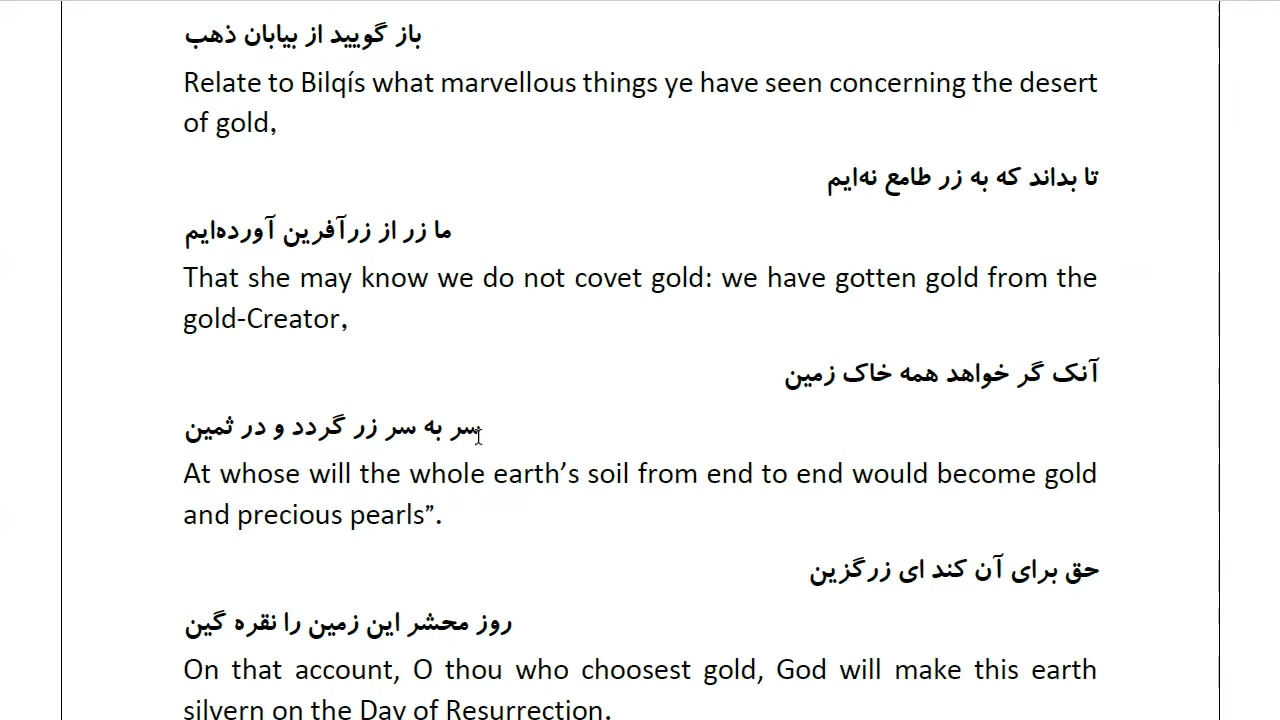 باز گویید از بیابان ذهب
Relate to Bilqís what marvellous things ye have seen concerning the desert
of gold,
تا بداند که به زر طامع نه‌ایم
ما زر از زرآفرین آورده‌ایم
That she may know we do not covet gold: we have gotten gold from the
gold-Creator,
آنک گر خواهد همه خاک زمین
سر به سر زر گردد و در ثمین
At whose will the whole earth’s soil from end to end would become gold
and precious pearls”.
حق برای آن کند ای زرگزین
روز محشر این زمین را نقره گین
On that account, O thou who choosest gold, God will make this earth
silvern on the Day of Resurrection.